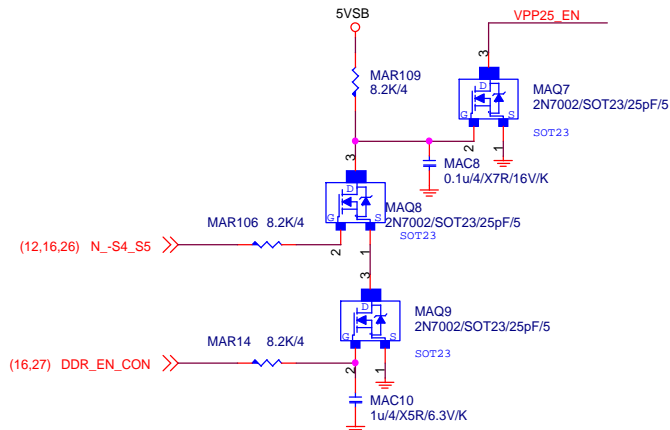 5VSB
VPP25_EN
3
MAR109
8.2K/4
D
G
S
MAQ7
2N7002/SOT23/25pF/5
SOT23
2
1
3
MAC8
0.1u/4/X7R/16V/K
D
G
S
MAQ8
2N7002/SOT23/25pF/5
SOT23
MAR106 8.2K/4
(12,16,26) N_-S4_S5
2
1
3
D
G
S
MAQ9
2N7002/SOT23/25pF/5
SOT23
MAR14 8.2K/4
(16,27) DDR_EN_CON
2
1
MAC10
1u/4/X5R/6.3V/K